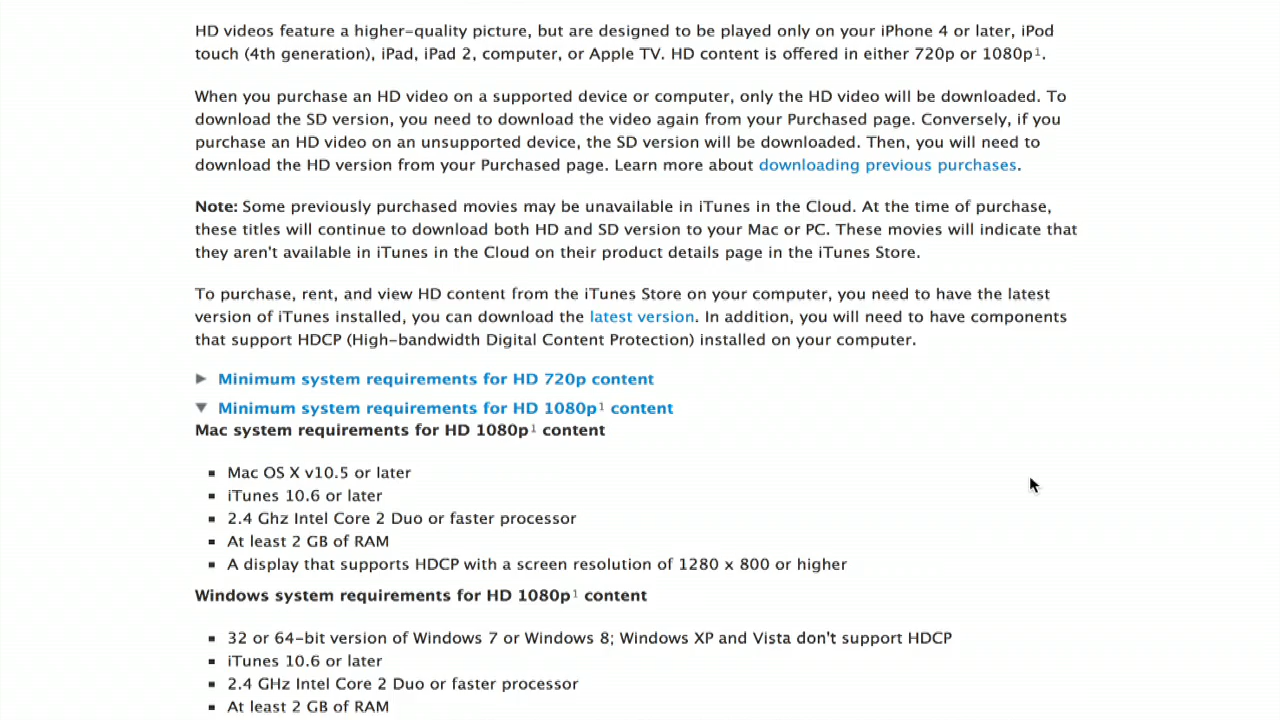 HD videos feature a higher-quality picture, but are designed to be played only on your iPhone 4 or later, iPod
touch (4th generation), iPad, iPad 2, computer, or Apple TV. HD content is offered in either 720p or 1080p¹.
When you purchase an HD video on a supported device or computer, only the HD video will be downloaded. To
download the SD version, you need to download the video again from your Purchased page. Conversely, if you
purchase an HD video on an unsupported device, the SD version will be downloaded. Then, you will need to
download the HD version from your Purchased page. Learn more about downloading previous purchases.
Note: Some previously purchased movies may be unavailable in iTunes in the Cloud. At the time of purchase,
these titles will continue to download both HD and SD version to your Mac or PC. These movies will indicate that
they aren't available in iTunes in the Cloud on their product details page in the iTunes Store.
To purchase, rent, and view HD content from the iTunes Store on your computer, you need to have the latest
version of iTunes installed, you can download the latest version. In addition, you will need to have components
that support HDCP (High-bandwidth Digital Content Protection) installed on your computer.
Minimum system requirements for HD 720p content
Minimum system requirements for HD 1080p¹ content
Mac system requirements for HD 1080p¹ content
Mac OS X v10.5 or later
iTunes 10.6 or later
2.4 Ghz Intel Core 2 Duo or faster processor
At least 2 GB of RAM
A display that supports HDCP with a screen resolution of 1280 x 800 or higher
Windows system requirements for HD 1080p¹ content
32 or 64-bit version of Windows 7 or Windows 8; Windows XP and Vista don't support HDCP
iTunes 10.6 or later
2.4 GHz Intel Core 2 Duo or faster processor
At least 2 GB of RAM